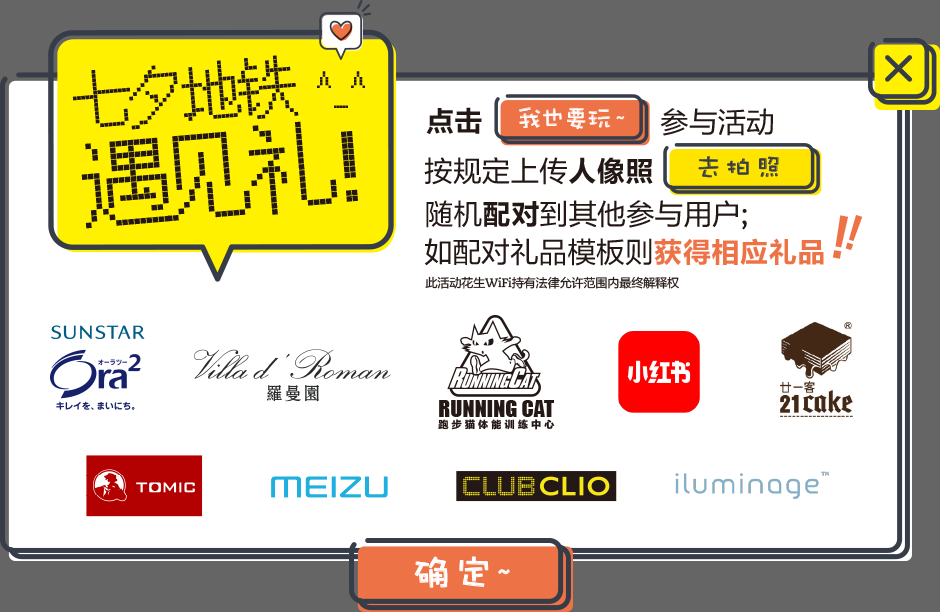 七夕地铁
遇见礼!
点击 我也要玩~ 参与活动
按规定上传人像照 去拍照
随机配对到其他参与用户;
如配对礼品模板则获得相应礼品!!
此活动花生WiFi持有法律允许范围内最终解释权
SUNSTAR
オーラツー
Ora2
キレイを、まいにち。
Villa d' Roman
羅曼園
RUNNINGCAT
RUNNING CAT
跑步猫体能训练中心
小红书
®
廿一客
21cake
TOMIC
MEIZU
CLUB CLIO
iluminage™
确定~